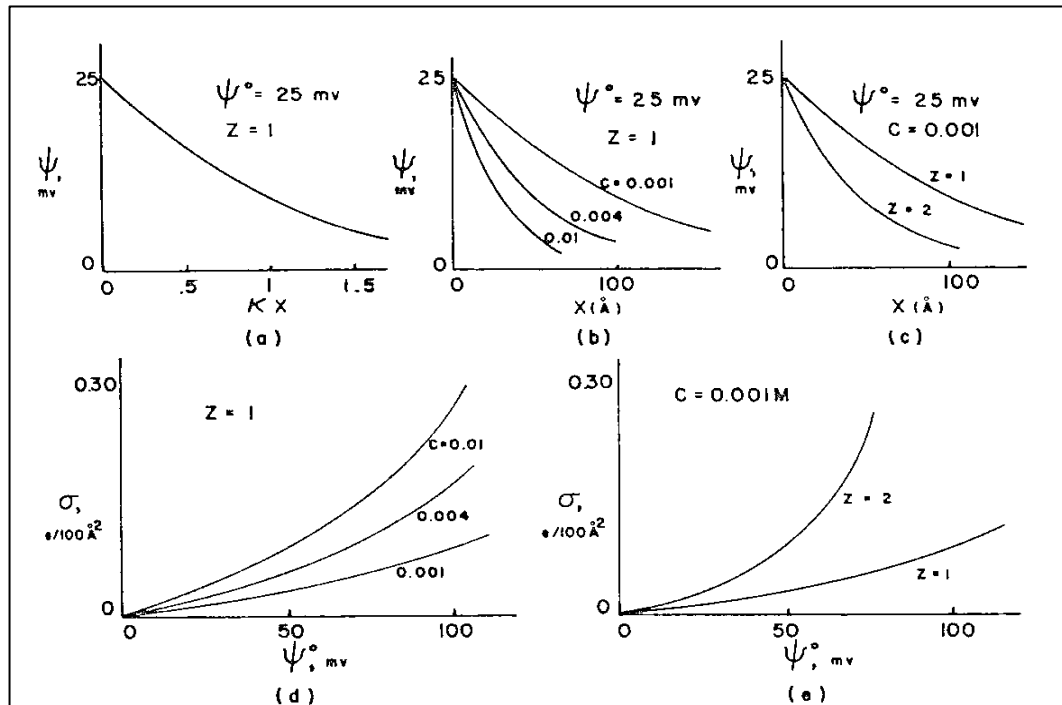 25
ψ° = 25 mv
Z = 1
ψ,
mv
0
0 .5 1 1.5
κ x
(a)
25
ψ° = 25 mv
Z = 1
ψ,
mv
C=0.001
0.004
0.01
0
0 100
X(Å)
(b)
25
ψ° = 25 mv
C = 0.001
ψ,
mv
Z = 1
Z = 2
0
0 100
X(Å)
(c)
0.30
Z = 1
C=0.01
σ,
e/100Å²
0.004
0.001
0
0 50 100
ψ,° mv
(d)
0.30
C = 0.001M
σ,
e/100Å²
Z = 2
Z = 1
0
0 50 100
ψ,° mv
(e)